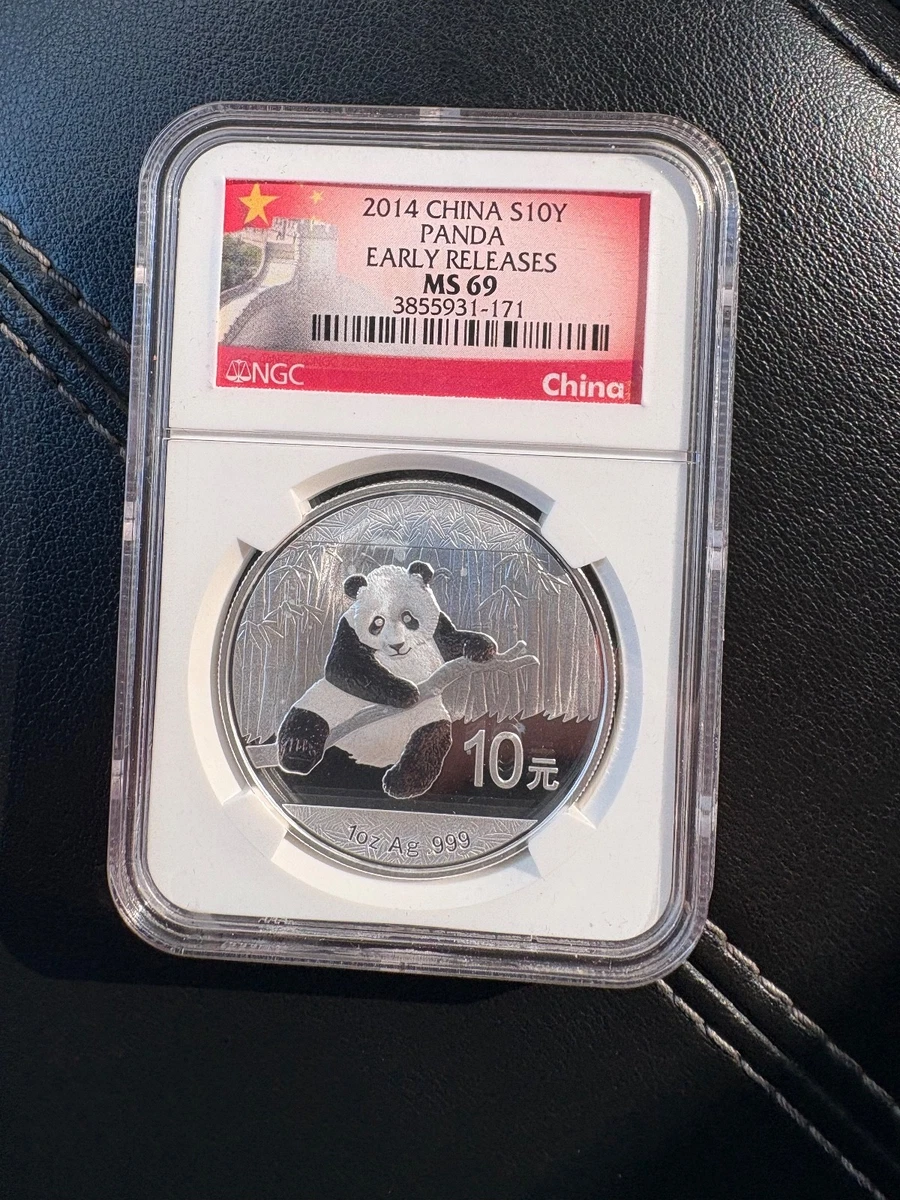 2014 CHINA S10Y
PANDA
EARLY RELEASES
MS 69
3855931-171
NGC
China
10元
1oz Ag .999